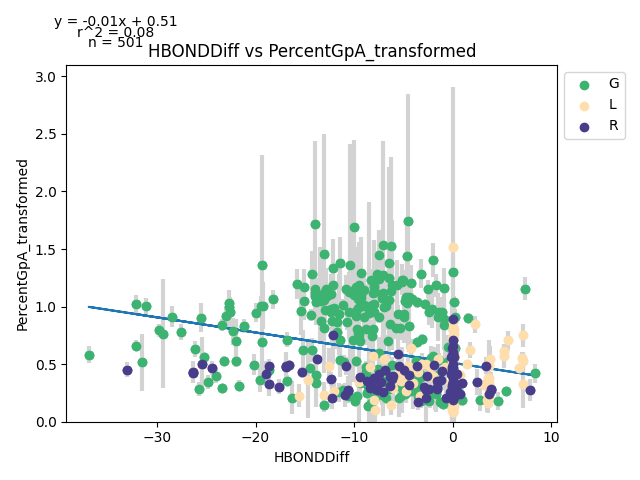 y = -0.01x + 0.51
r^2 = 0.08
n = 501
HBONDDiff vs PercentGpA_transformed
3.0
2.5
2.0
1.5
1.0
0.5
0.0
PercentGpA_transformed
−30
−20
−10
0
10
HBONDDiff
G
L
R